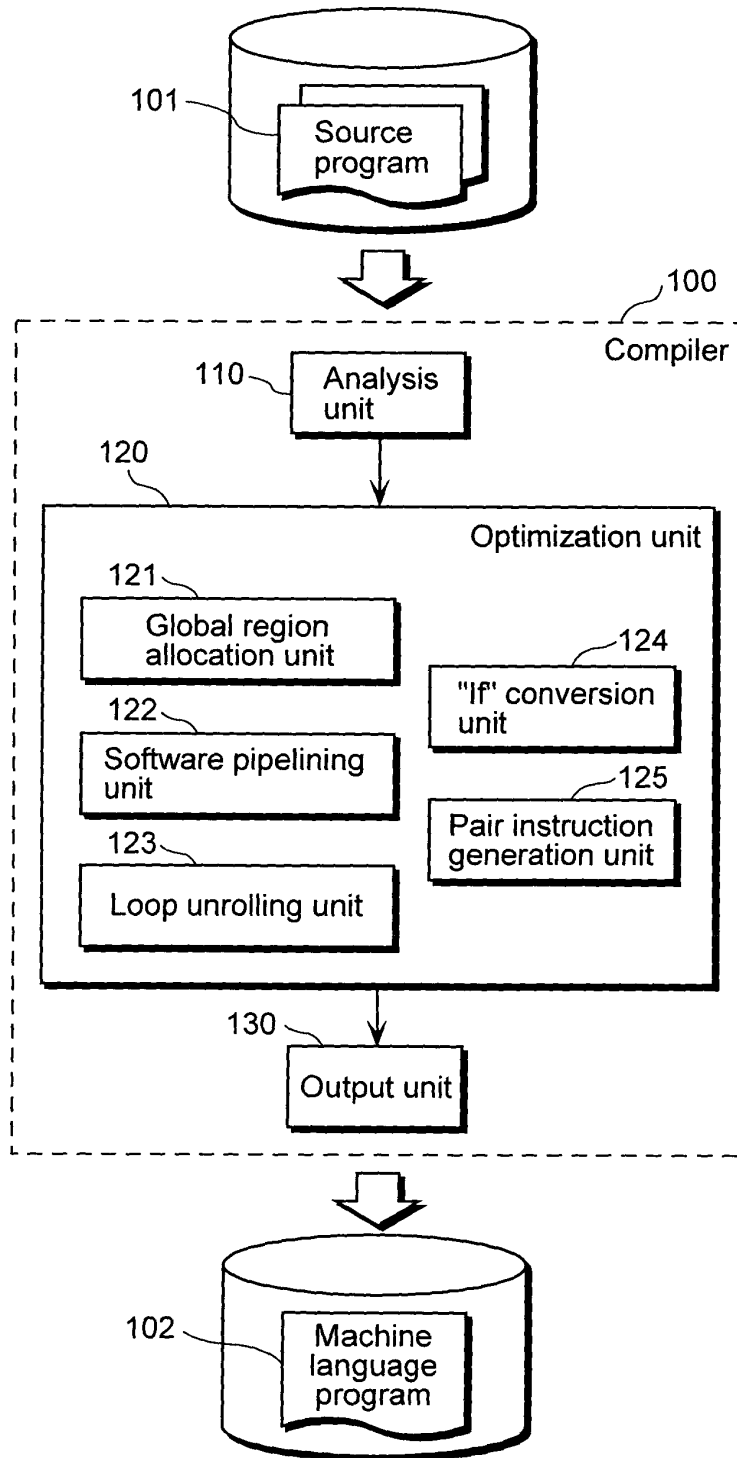 101
Source
program
100
Compiler
110
Analysis
unit
120
Optimization unit
121
Global region
allocation unit
122
Software pipelining
unit
123
Loop unrolling unit
124
"If" conversion
unit
125
Pair instruction
generation unit
130
Output unit
102
Machine
language
program